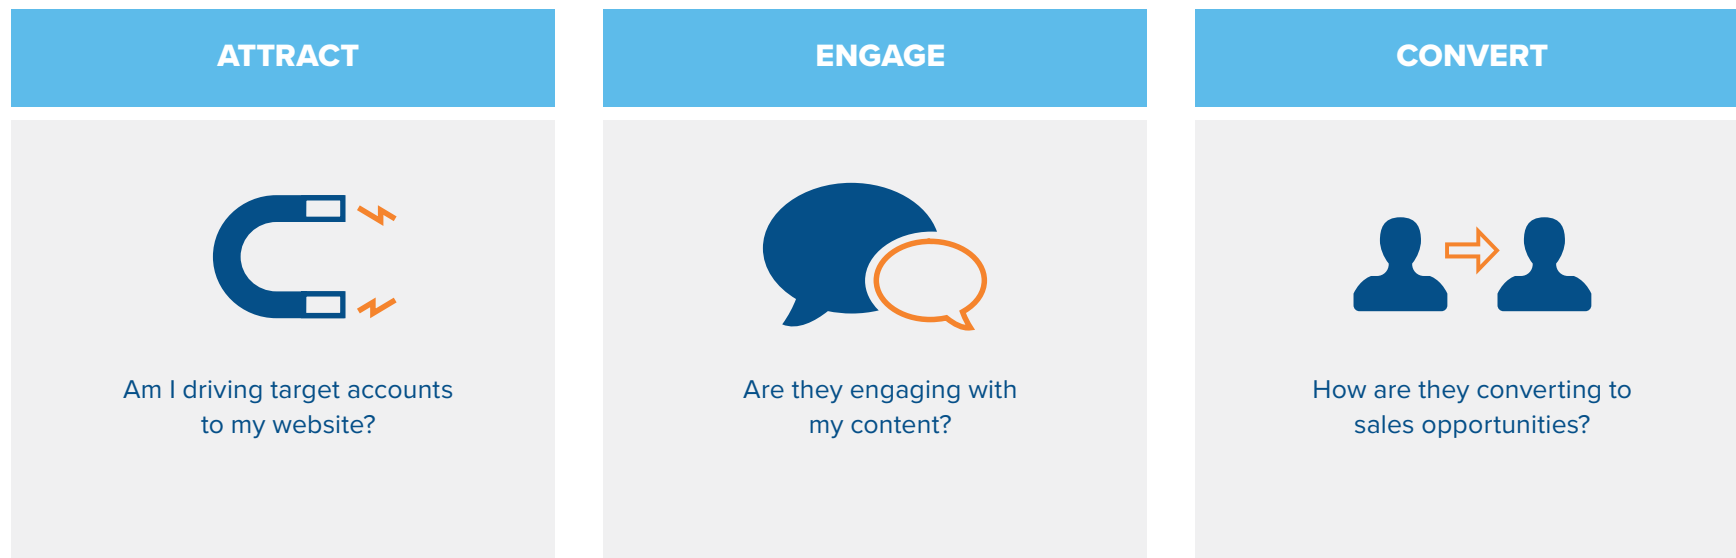 ATTRACT
Am I driving target accounts
to my website?
ENGAGE
Are they engaging with
my content?
CONVERT
How are they converting to
sales opportunities?